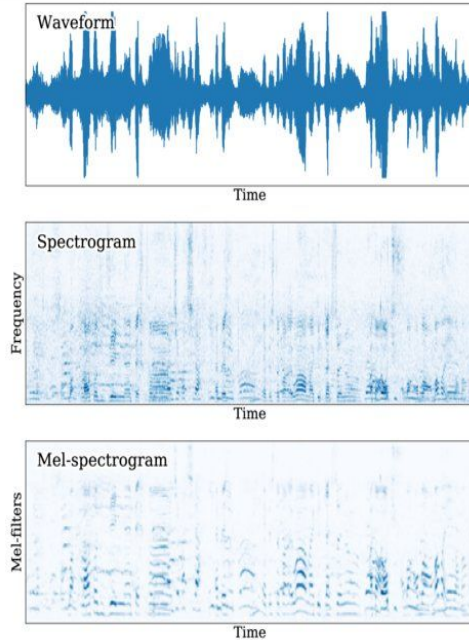 Waveform
Time
Spectrogram
Frequency
Time
Mel-spectrogram
Mel-filters
Time